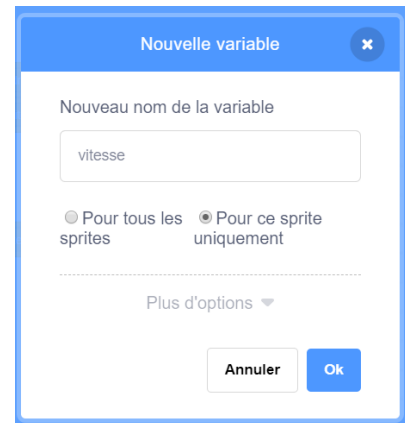 Nouvelle variable
Nouveau nom de la variable
vitesse
Pour tous les sprites
Pour ce sprite uniquement
Plus d'options
Annuler
Ok